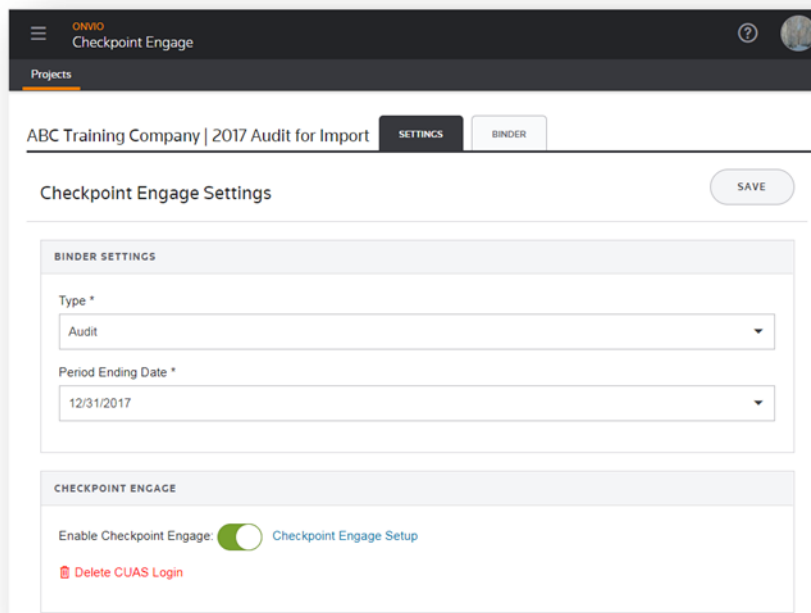 ONVIO
Checkpoint Engage
Projects
ABC Training Company | 2017 Audit for Import SETTINGS BINDER
Checkpoint Engage Settings SAVE
BINDER SETTINGS
Type *
Audit
Period Ending Date *
12/31/2017
CHECKPOINT ENGAGE
Enable Checkpoint Engage: Checkpoint Engage Setup
Delete CUAS Login